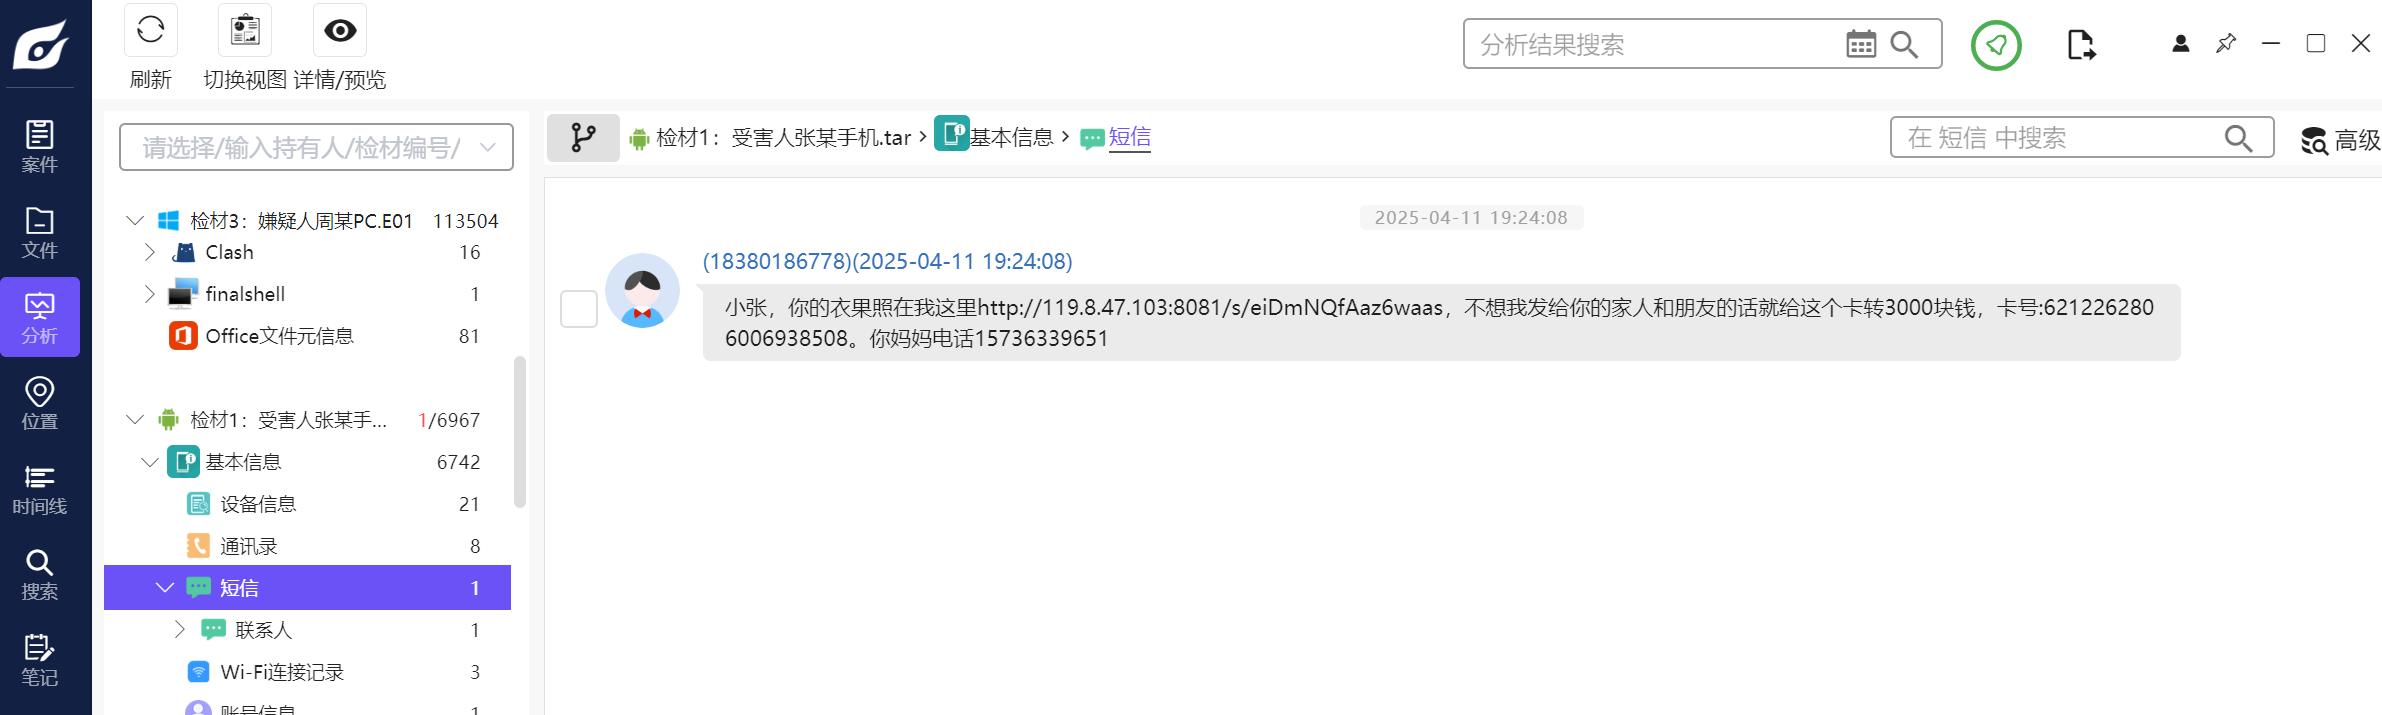 刷新
切换视图
详情/预览
分析结果搜索
案件
文件
分析
位置
时间线
搜索
笔记
请选择/输入持有人/检材编号/
检材3：嫌疑人周某PC.E01 113504
Clash 16
finalshell 1
Office文件元信息 81
检材1：受害人张某手... 1/6967
基本信息 6742
设备信息 21
通讯录 8
短信 1
联系人 1
Wi-Fi连接记录 3
账号信息 1
检材1：受害人张某手机.tar › 基本信息 › 短信
在 短信 中搜索
高级
2025-04-11 19:24:08
(18380186778)(2025-04-11 19:24:08)
小张，你的衣果照在我这里http://119.8.47.103:8081/s/eiDmNQfAaz6waas，不想我发给你的家人和朋友的话就给这个卡转3000块钱，卡号:621226280
6006938508。你妈妈电话15736339651